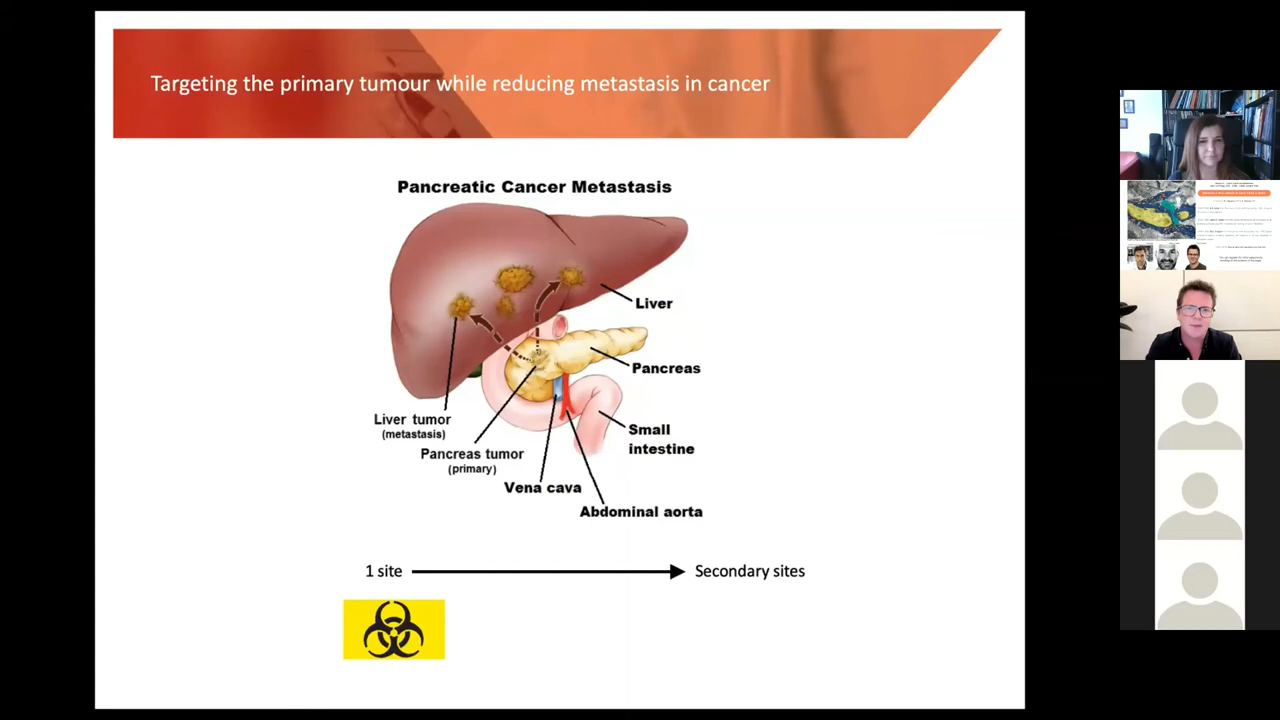 Targeting the primary tumour while reducing metastasis in cancer
Pancreatic Cancer Metastasis
Liver
Pancreas
Liver tumor
(metastasis)
Small
intestine
Pancreas tumor
(primary)
Vena cava
Abdominal aorta
1 site
Secondary sites